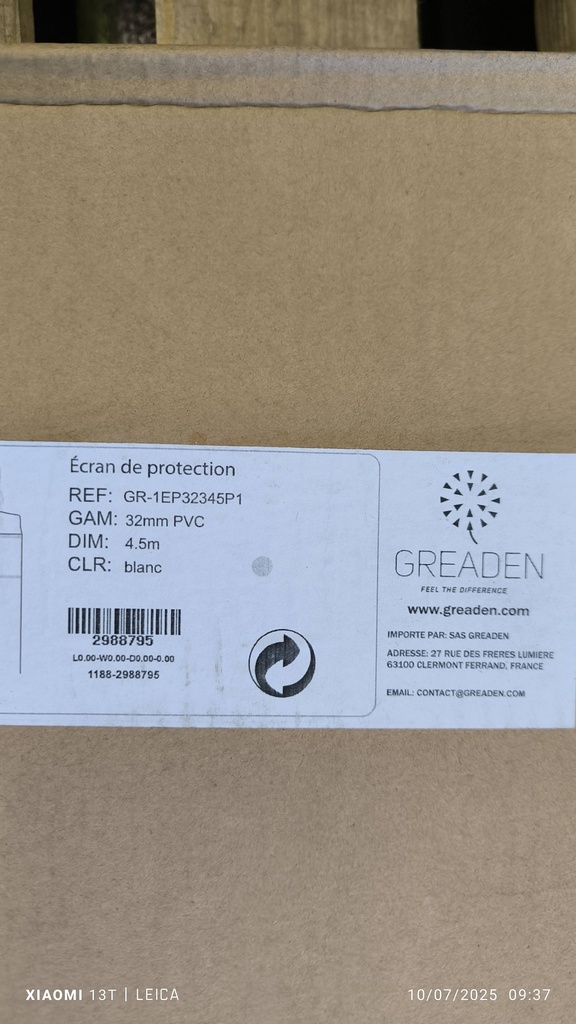 Écran de protection
REF: GR-1EP32345P1
GAM: 32mm PVC
DIM: 4.5m
CLR: blanc
2988795
L0.00-W0.00-D0.00-0.00
1188-2988795
GREADEN
FEEL THE DIFFERENCE
www.greaden.com
IMPORTE PAR: SAS GREADEN
ADRESSE: 27 RUE DES FRERES LUMIERE
63100 CLERMONT FERRAND, FRANCE
EMAIL: CONTACT@GREADEN.COM
XIAOMI 13T | LEICA
10/07/2025 09:37